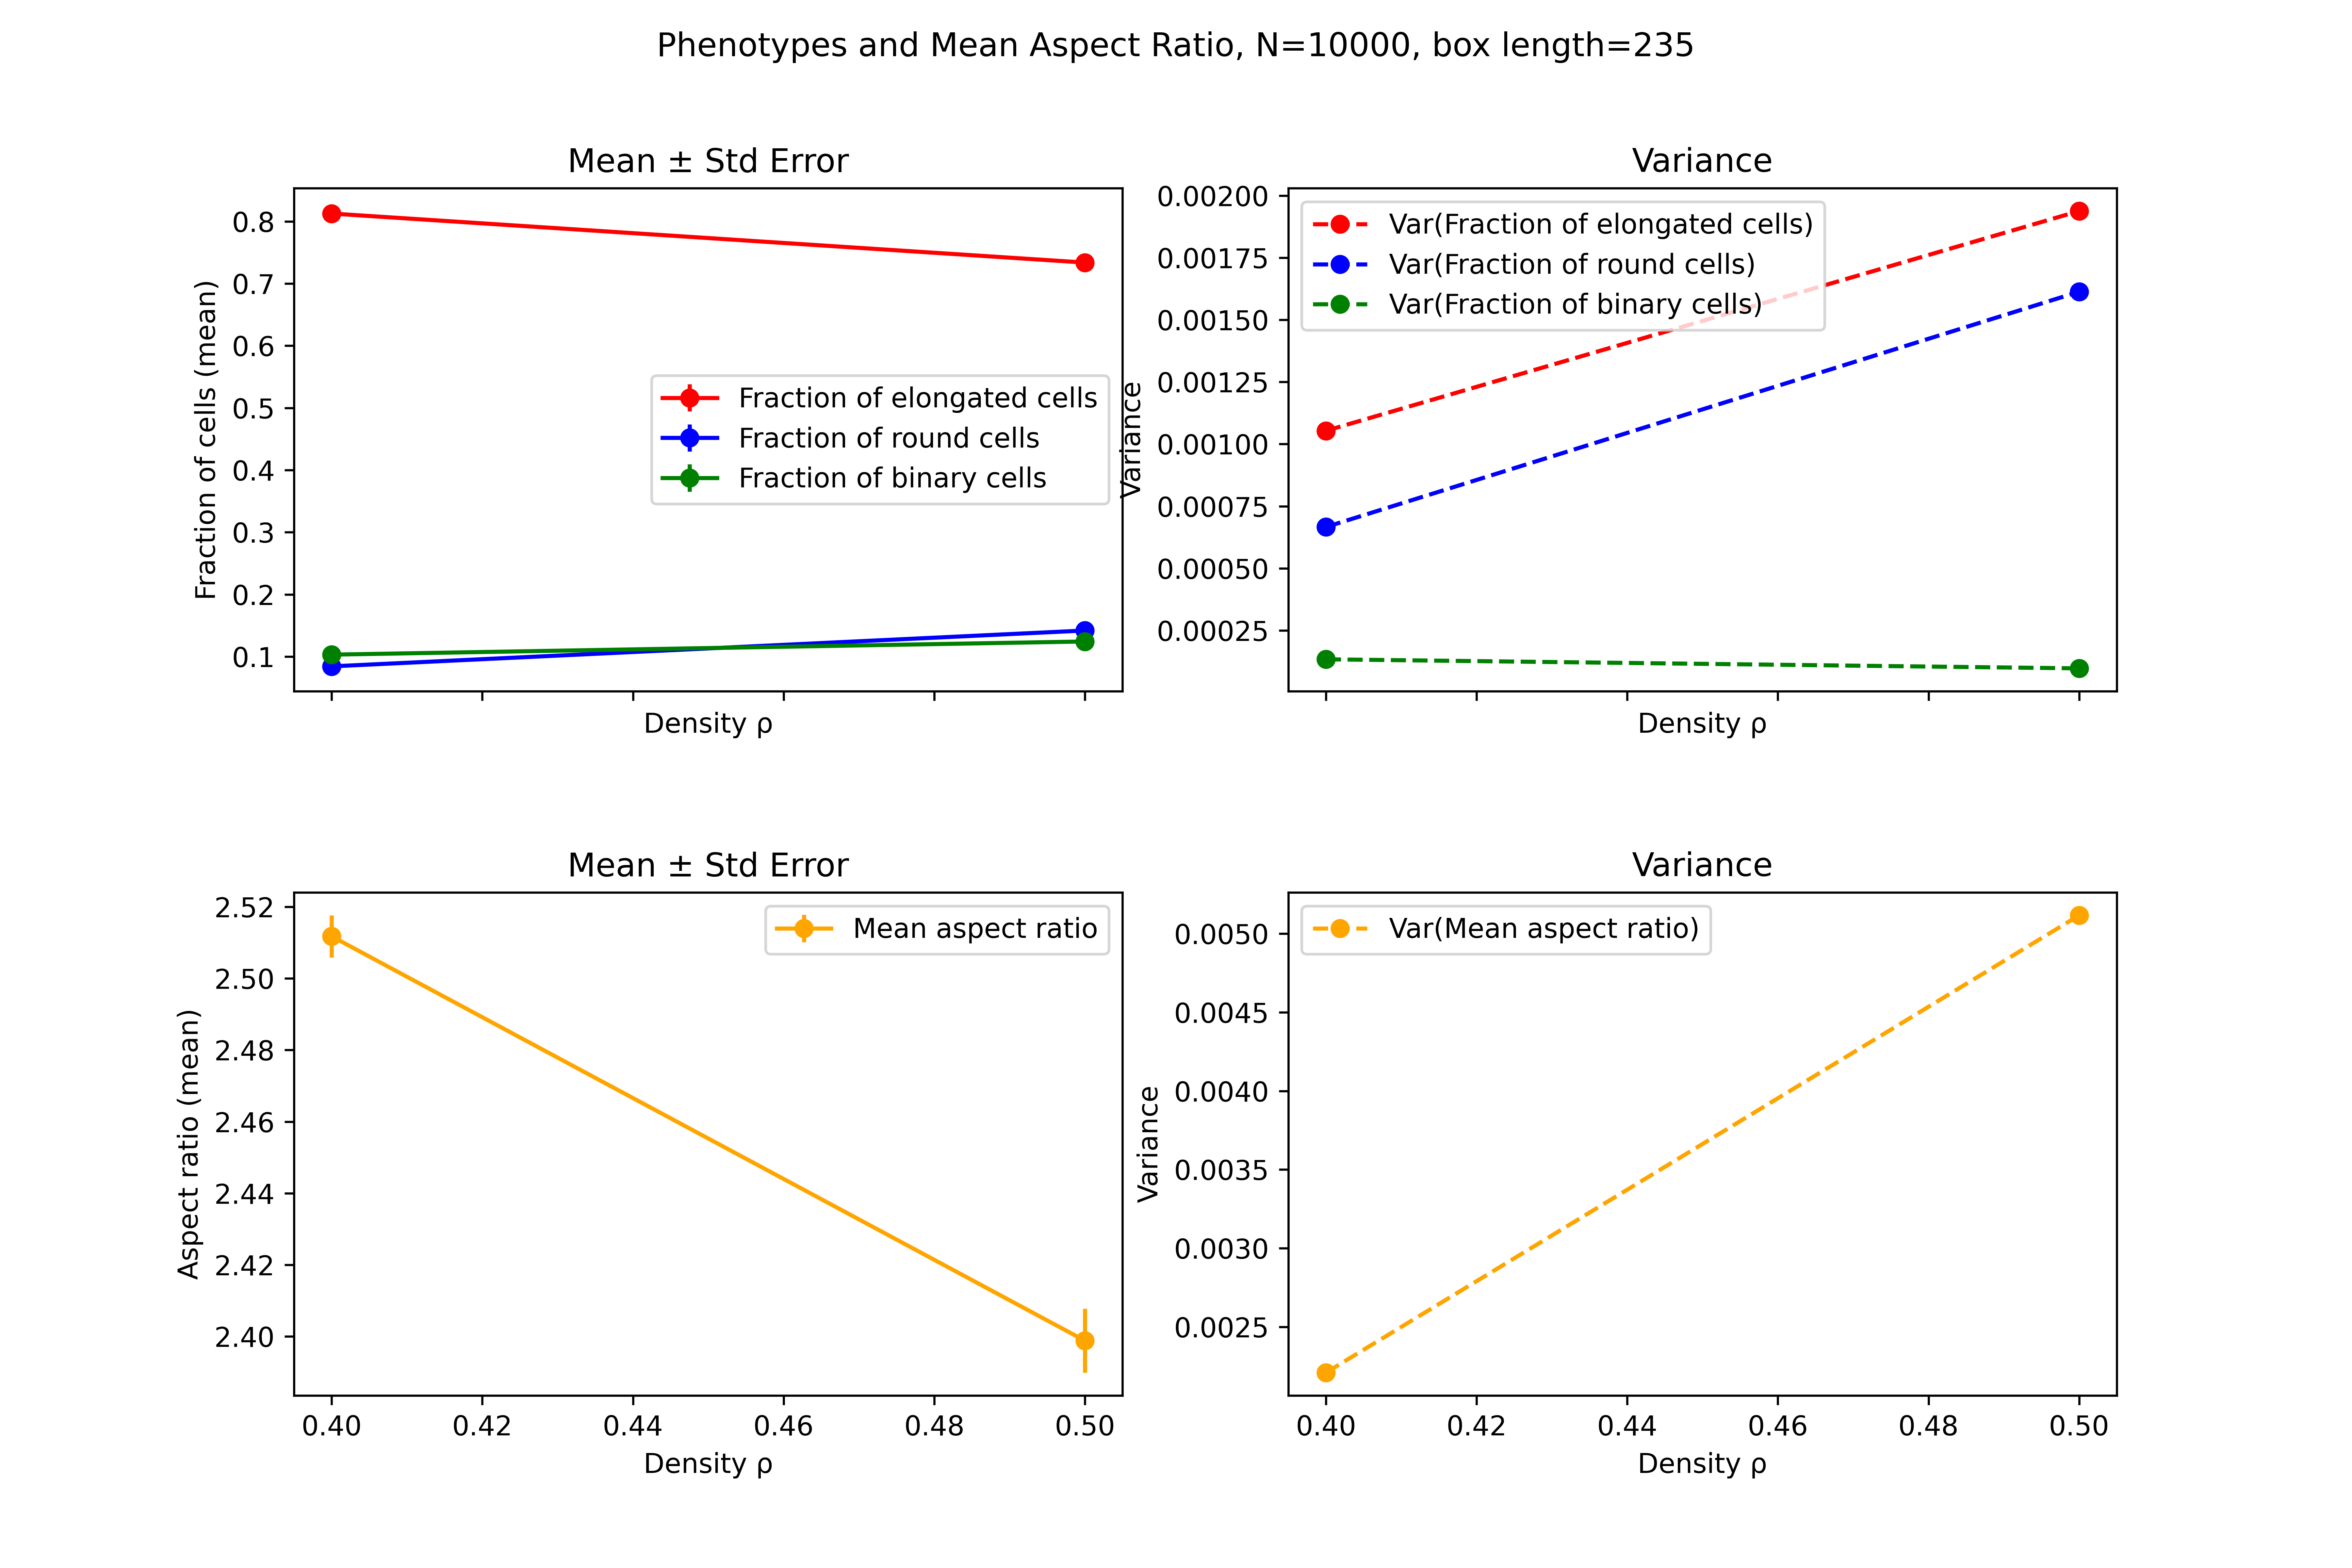 Phenotypes and Mean Aspect Ratio, N=10000, box length=235
Mean ± Std Error
0.8
0.7
0.6
0.5
0.4
0.3
0.2
0.1
Fraction of cells (mean)
Fraction of elongated cells
Fraction of round cells
Fraction of binary cells
Density ρ
Variance
0.00200
0.00175
0.00150
0.00125
0.00100
0.00075
0.00050
0.00025
Variance
Var(Fraction of elongated cells)
Var(Fraction of round cells)
Var(Fraction of binary cells)
Density ρ
Mean ± Std Error
2.52
2.50
2.48
2.46
2.44
2.42
2.40
Aspect ratio (mean)
Mean aspect ratio
0.40 0.42 0.44 0.46 0.48 0.50
Density ρ
Variance
0.0050
0.0045
0.0040
0.0035
0.0030
0.0025
Variance
Var(Mean aspect ratio)
0.40 0.42 0.44 0.46 0.48 0.50
Density ρ